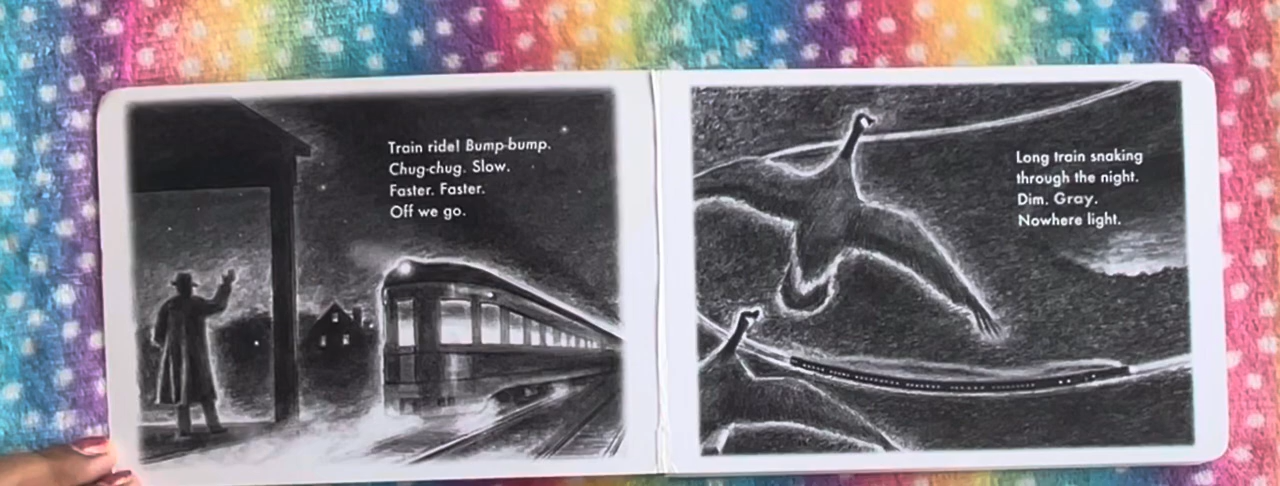 Train ride! Bump-bump.
Chug-chug. Slow.
Faster. Faster.
Off we go.
Long train snaking
through the night.
Dim. Gray.
Nowhere light.